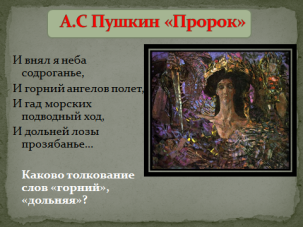 А.С Пушкин «Пророк»
И внял я неба
содроганье,
И горний ангелов полет,
И гад морских
подводный ход,
И дольней лозы
прозябанье...
Каково толкование
слов «горний»,
«дольняя»?